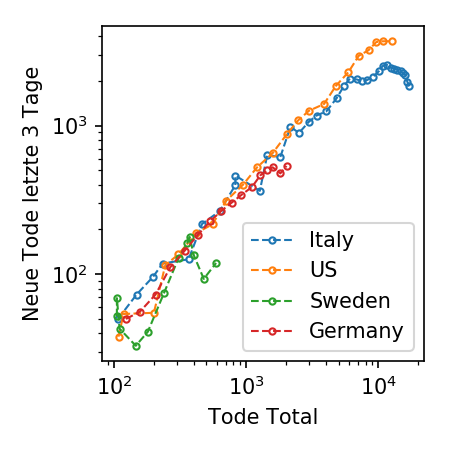 Neue Tode letzte 3 Tage
10³
10²
Italy
US
Sweden
Germany
10² 10³ 10⁴
Tode Total